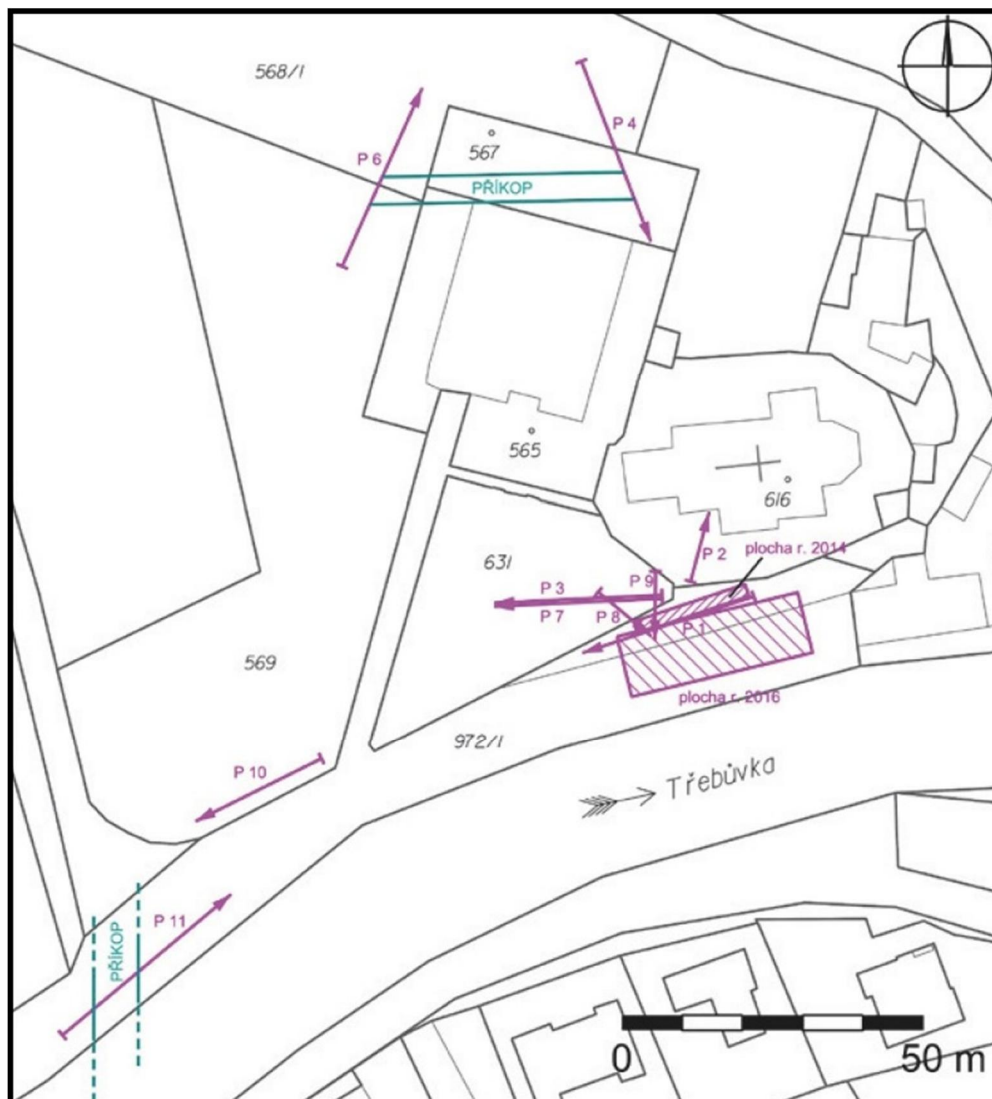 568/1
P 4
P 6
567
PŘÍKOP
565
616
P 2
plocha r. 2014
631
P 9
P 3
P 7
P 8
P 1
569
plocha r. 2016
972/1
Třebůvka
P 10
P 11
PŘÍKOP
0
50 m